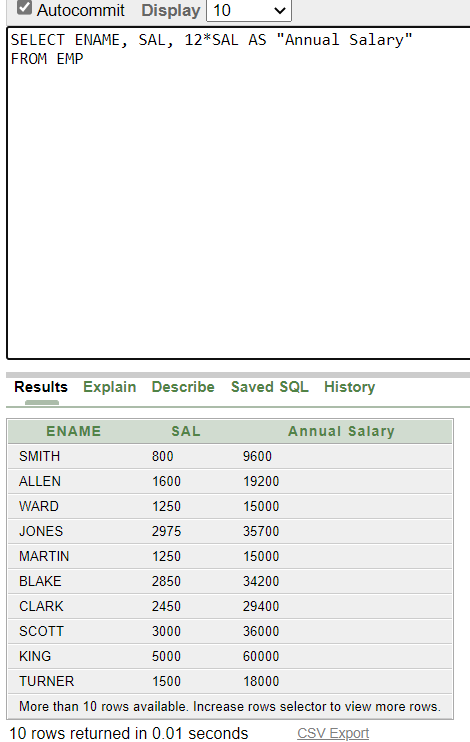 Autocommit Display 10
SELECT ENAME, SAL, 12*SAL AS "Annual Salary"
FROM EMP
Results Explain Describe Saved SQL History
ENAME SAL Annual Salary
SMITH 800 9600
ALLEN 1600 19200
WARD 1250 15000
JONES 2975 35700
MARTIN 1250 15000
BLAKE 2850 34200
CLARK 2450 29400
SCOTT 3000 36000
KING 5000 60000
TURNER 1500 18000
More than 10 rows available. Increase rows selector to view more rows.
10 rows returned in 0.01 seconds CSV Export